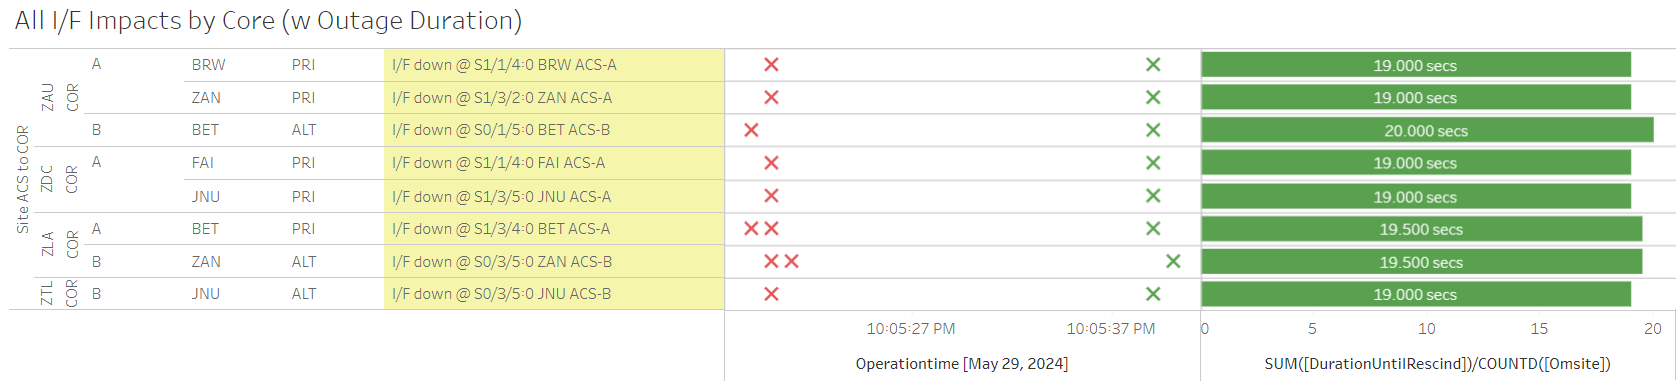 All I/F Impacts by Core (w Outage Duration)
Site ACS to COR
ZAU COR
A BRW PRI I/F down @ S1/1/4:0 BRW ACS-A 19.000 secs
ZAN PRI I/F down @ S1/3/2:0 ZAN ACS-A 19.000 secs
B BET ALT I/F down @ S0/1/5:0 BET ACS-B 20.000 secs
ZDC COR
A FAI PRI I/F down @ S1/1/4:0 FAI ACS-A 19.000 secs
JNU PRI I/F down @ S1/3/5:0 JNU ACS-A 19.000 secs
ZLA COR
A BET PRI I/F down @ S1/3/4:0 BET ACS-A 19.500 secs
B ZAN ALT I/F down @ S0/3/5:0 ZAN ACS-B 19.500 secs
ZTL COR
B JNU ALT I/F down @ S0/3/5:0 JNU ACS-B 19.000 secs
10:05:27 PM 10:05:37 PM 0 5 10 15 20
Operationtime [May 29, 2024] SUM([DurationUntilRescind])/COUNTD([Omsite])